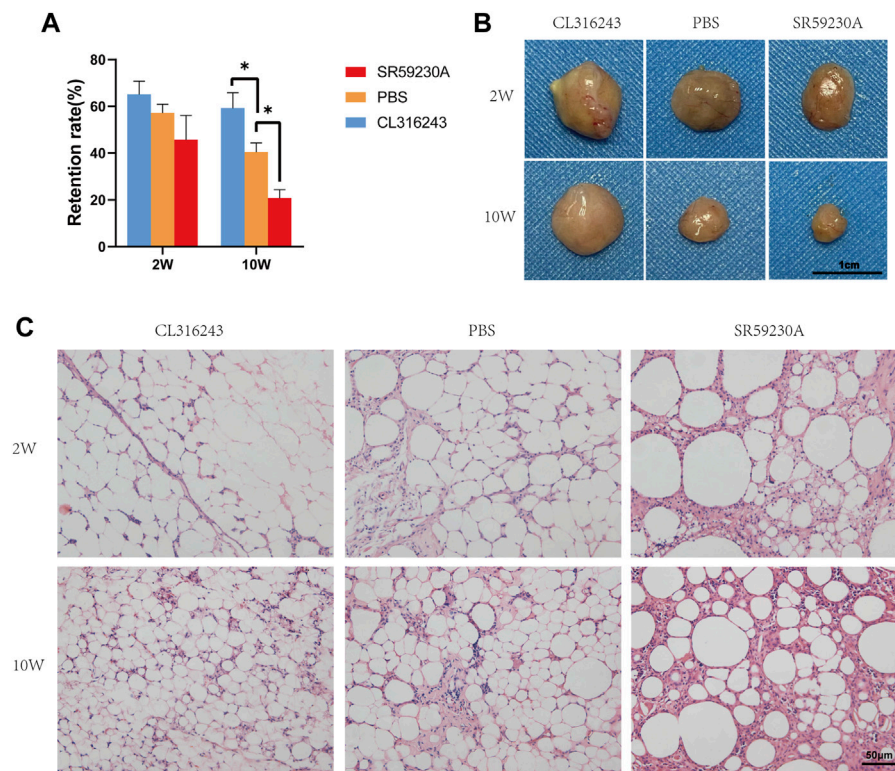 A
Retention rate(%)
80
60
40
20
0
2W
10W
*
*
SR59230A
PBS
CL316243
B
CL316243 PBS SR59230A
2W
10W
1cm
C
CL316243 PBS SR59230A
2W
10W
50μm